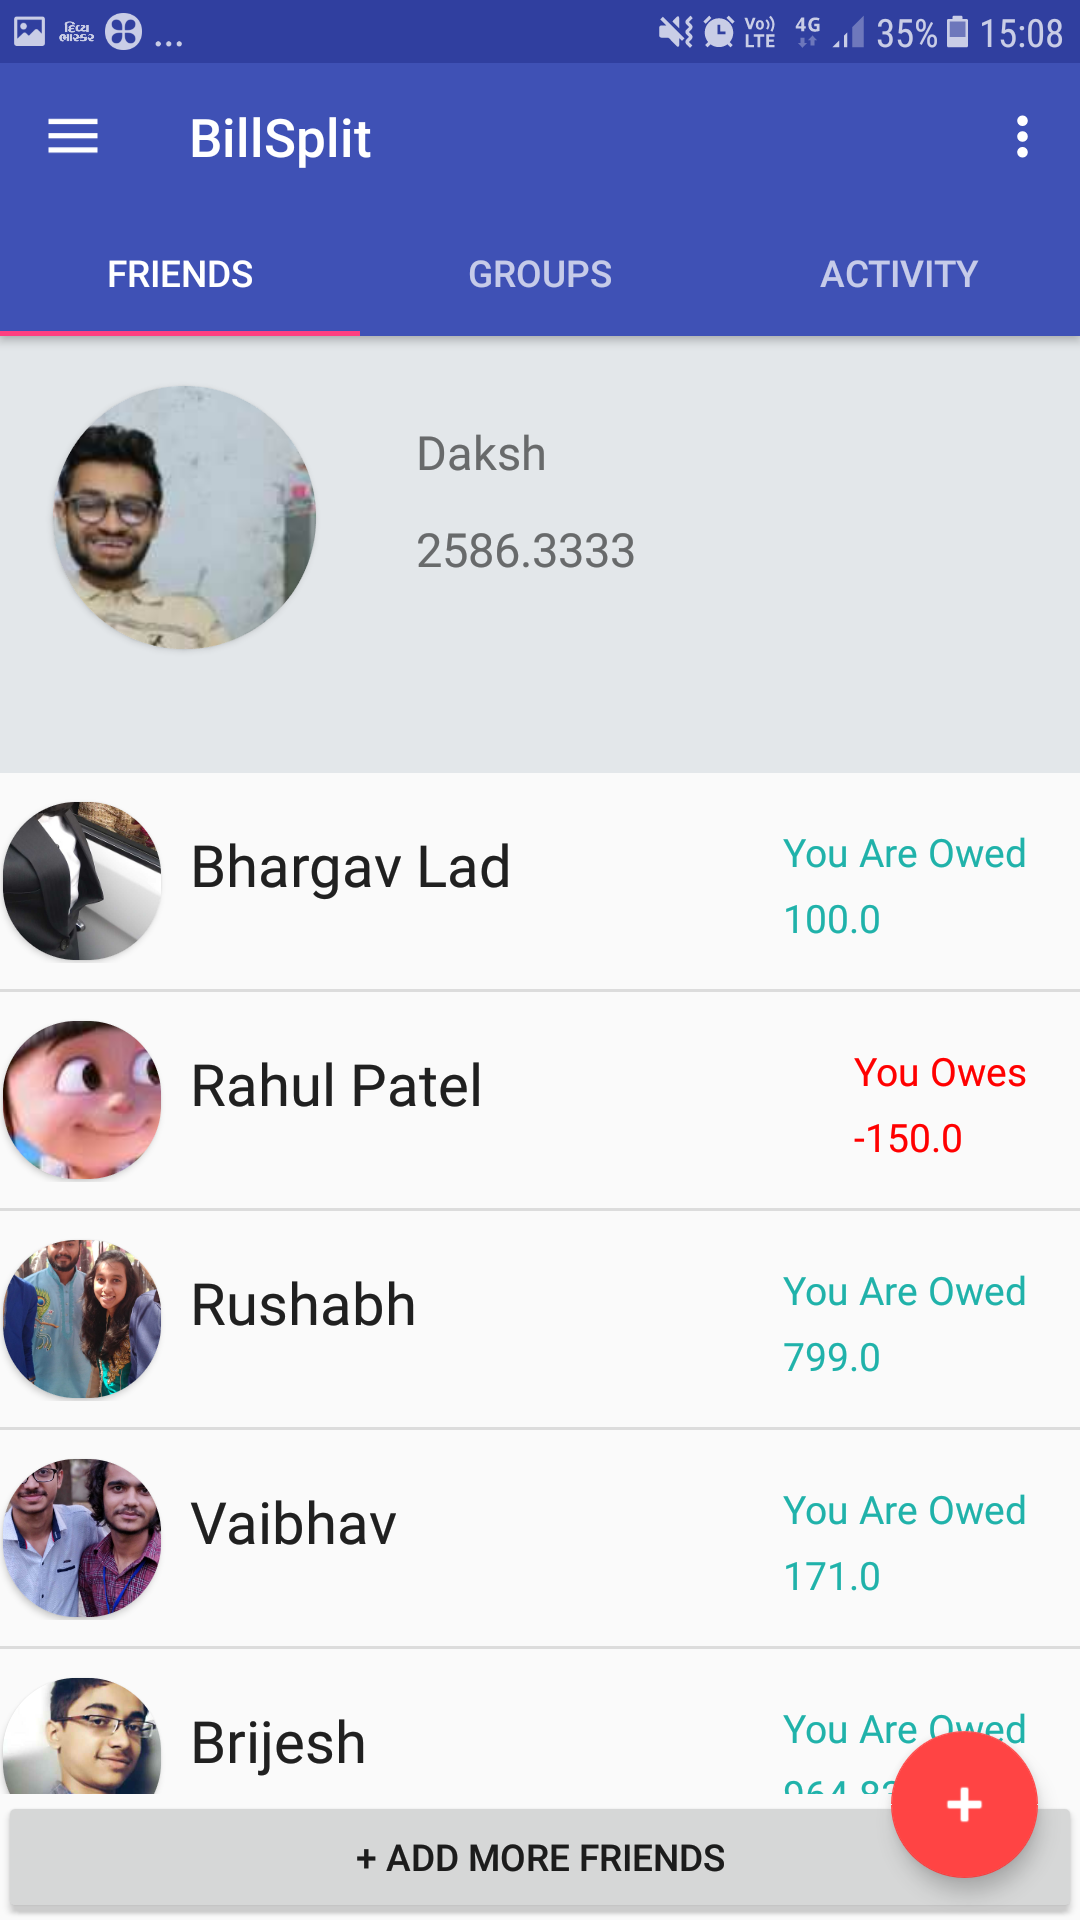 દિવ્ય
ભાસ્કર
...
Vo))
LTE
4G
35%
15:08
BillSplit
FRIENDS
GROUPS
ACTIVITY
Daksh
2586.3333
Bhargav Lad
You Are Owed
100.0
Rahul Patel
You Owes
-150.0
Rushabh
You Are Owed
799.0
Vaibhav
You Are Owed
171.0
Brijesh
You Are Owed
+ ADD MORE FRIENDS
+